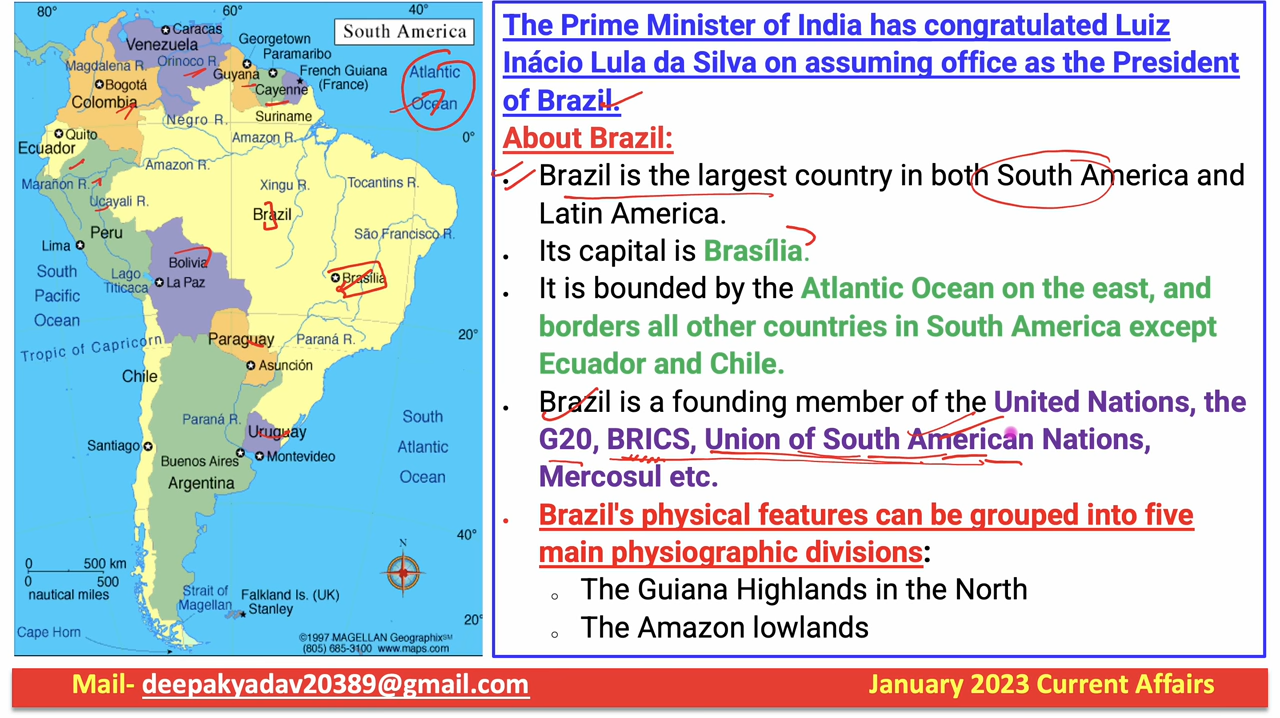 80° 60° 40°
South America
Caracas
Venezuela
Georgetown
Paramaribo
Magdalena R.
Orinoco R.
French Guiana
(France)
Guyana
Bogotá
Cayenne
Colombia
Suriname
Atlantic
Ocean
Negro R.
Quito
Amazon R.
0°
Ecuador
Amazon R.
Marañon R.
Xingu R.
Tocantins R.
Ucayali R.
Brazil
Peru
São Francisco R.
Lima
Bolivia
South
Pacific
Ocean
Lago
Titicaca
La Paz
Brasília
20°
Tropic of Capricorn
Paraguay
Paraná R.
Asunción
Chile
Paraná R.
Uruguay
South
Atlantic
Ocean
Santiago
Buenos Aires
Montevideo
Argentina
40°
500 km
0
0 500
nautical miles
Strait of
Magellan
Falkland Is. (UK)
Stanley
20°
Cape Horn
©1997 MAGELLAN Geographix℠
(805) 685-3100 www.maps.com
The Prime Minister of India has congratulated Luiz
Inácio Lula da Silva on assuming office as the President
of Brazil.
About Brazil:
• Brazil is the largest country in both South America and
Latin America.
• Its capital is Brasília.
• It is bounded by the Atlantic Ocean on the east, and
borders all other countries in South America except
Ecuador and Chile.
• Brazil is a founding member of the United Nations, the
G20, BRICS, Union of South American Nations,
Mercosul etc.
• Brazil's physical features can be grouped into five
main physiographic divisions:
○ The Guiana Highlands in the North
○ The Amazon lowlands
Mail- deepakyadav20389@gmail.com
January 2023 Current Affairs